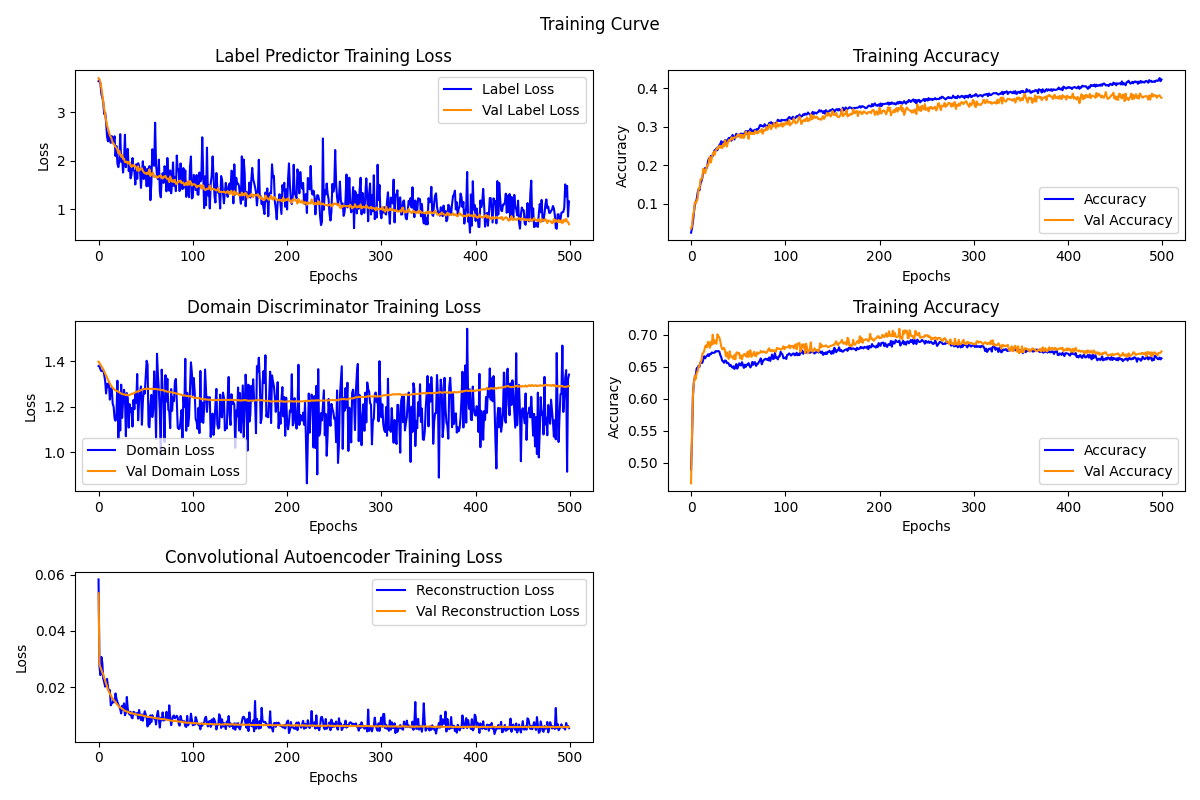 Training Curve
Label Predictor Training Loss
Loss
3
2
1
Label Loss
Val Label Loss
0 100 200 300 400 500
Epochs
Training Accuracy
Accuracy
0.4
0.3
0.2
0.1
Accuracy
Val Accuracy
0 100 200 300 400 500
Epochs
Domain Discriminator Training Loss
Loss
1.4
1.2
1.0
Domain Loss
Val Domain Loss
0 100 200 300 400 500
Epochs
Training Accuracy
Accuracy
0.70
0.65
0.60
0.55
0.50
Accuracy
Val Accuracy
0 100 200 300 400 500
Epochs
Convolutional Autoencoder Training Loss
Loss
0.06
0.04
0.02
Reconstruction Loss
Val Reconstruction Loss
0 100 200 300 400 500
Epochs